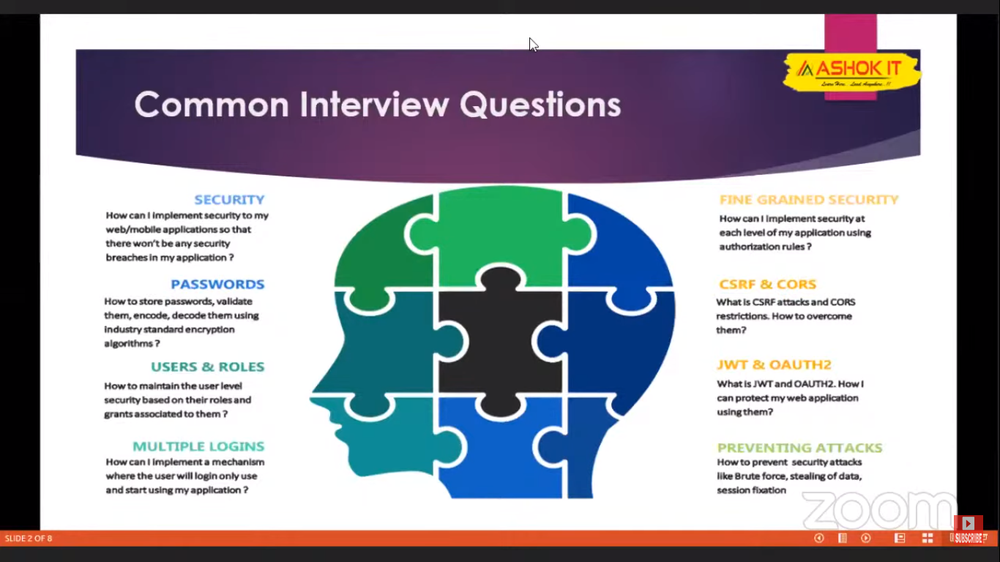 ASHOK IT
Learn Here.. Lead Anywhere..!!
Common Interview Questions
SECURITY
How can I implement security to my
web/mobile applications so that
there won't be any security
breaches in my application ?
PASSWORDS
How to store passwords, validate
them, encode, decode them using
industry standard encryption
algorithms ?
USERS & ROLES
How to maintain the user level
security based on their roles and
grants associated to them ?
MULTIPLE LOGINS
How can I implement a mechanism
where the user will login only use
and start using my application ?
FINE GRAINED SECURITY
How can I implement security at
each level of my application using
authorization rules ?
CSRF & CORS
What is CSRF attacks and CORS
restrictions. How to overcome
them?
JWT & OAUTH2
What is JWT and OAUTH2. How I
can protect my web application
using them?
PREVENTING ATTACKS
How to prevent security attacks
like Brute force, stealing of data,
session fixation
zoom
SUBSCRIBE
SLIDE 2 OF 8